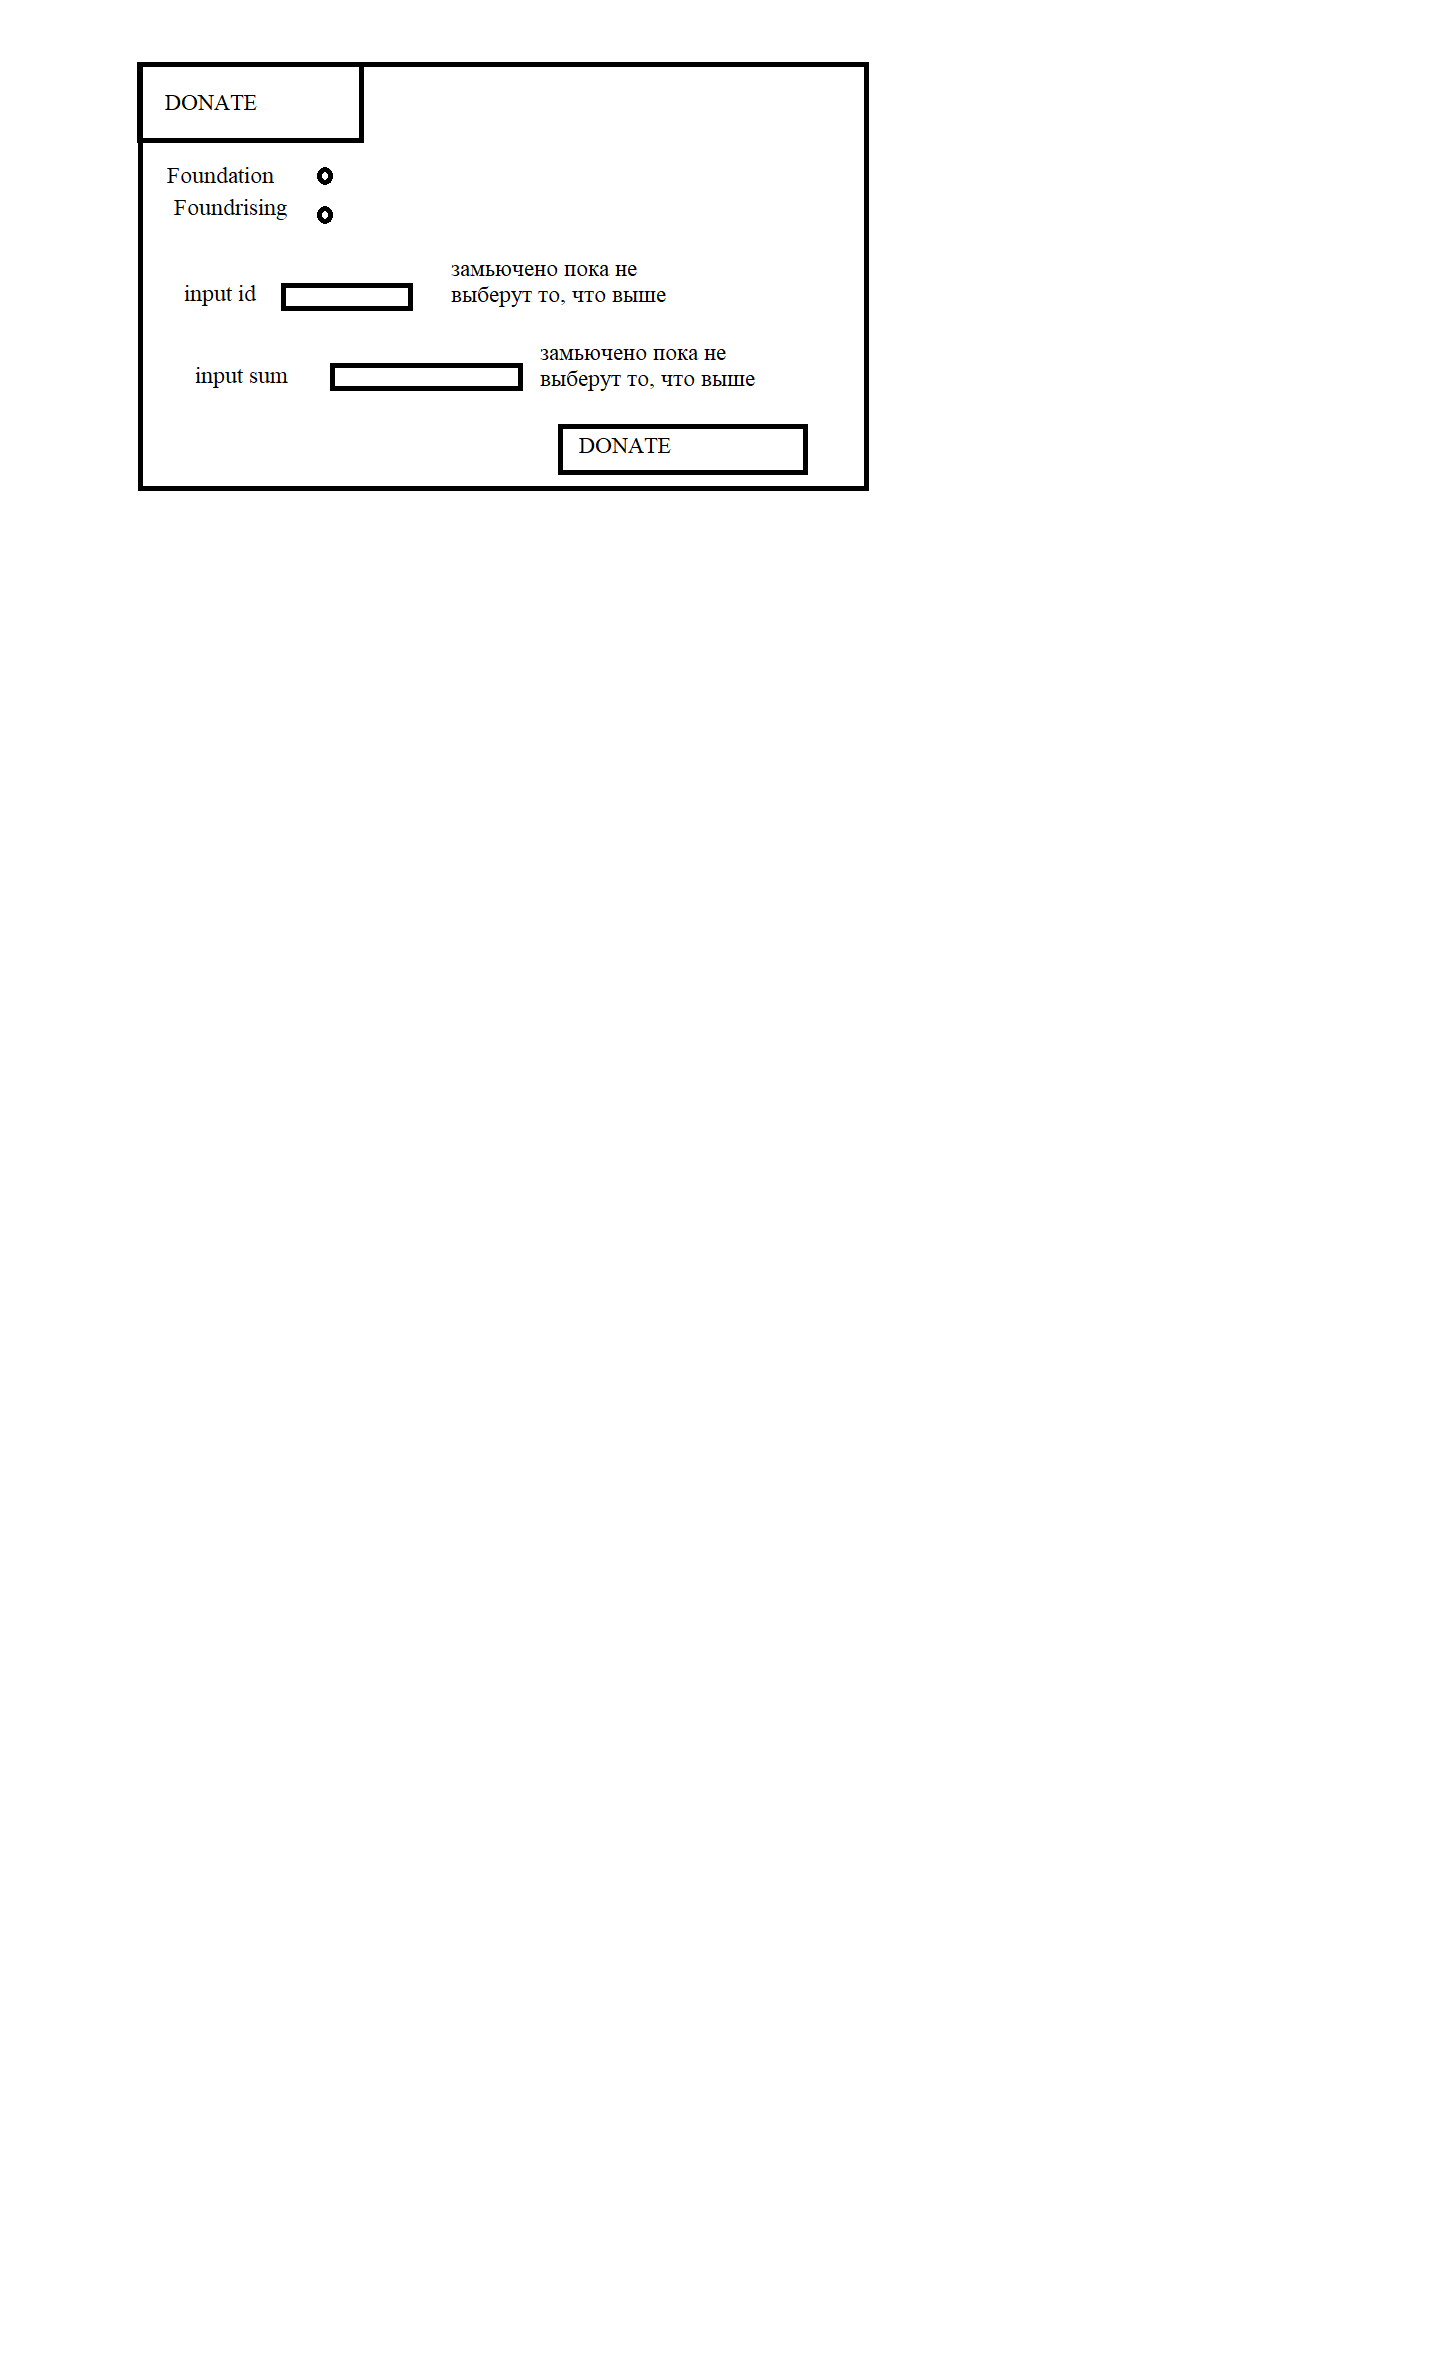 DONATE
Foundation
Foundrising
input id
замьючено пока не
выберут то, что выше
input sum
замьючено пока не
выберут то, что выше
DONATE